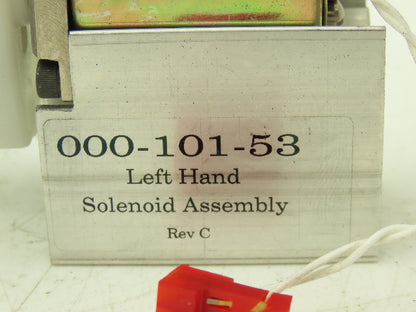 000-101-53
Left Hand
Solenoid Assembly
Rev C